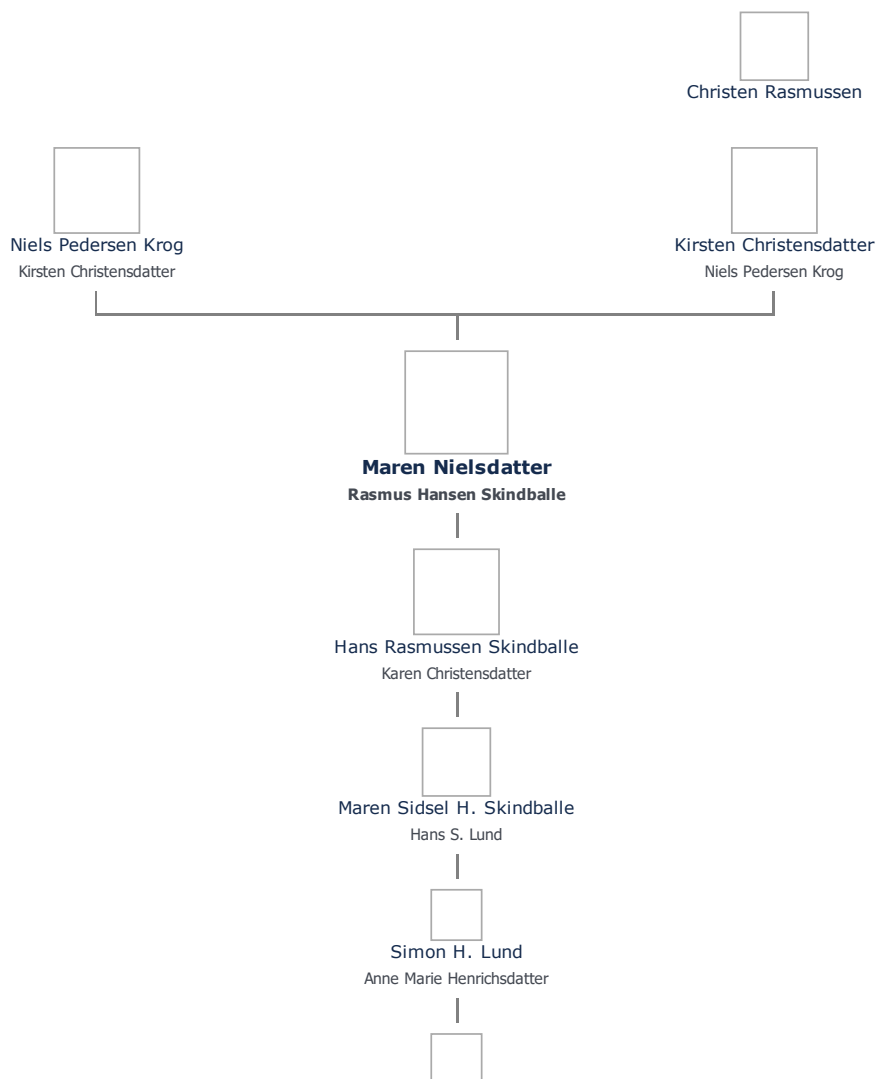 Christen Rasmussen
Niels Pedersen Krog
Kirsten Christensdatter
Kirsten Christensdatter
Niels Pedersen Krog
Maren Nielsdatter
Rasmus Hansen Skindballe
Hans Rasmussen Skindballe
Karen Christensdatter
Maren Sidsel H. Skindballe
Hans S. Lund
Simon H. Lund
Anne Marie Henrichsdatter